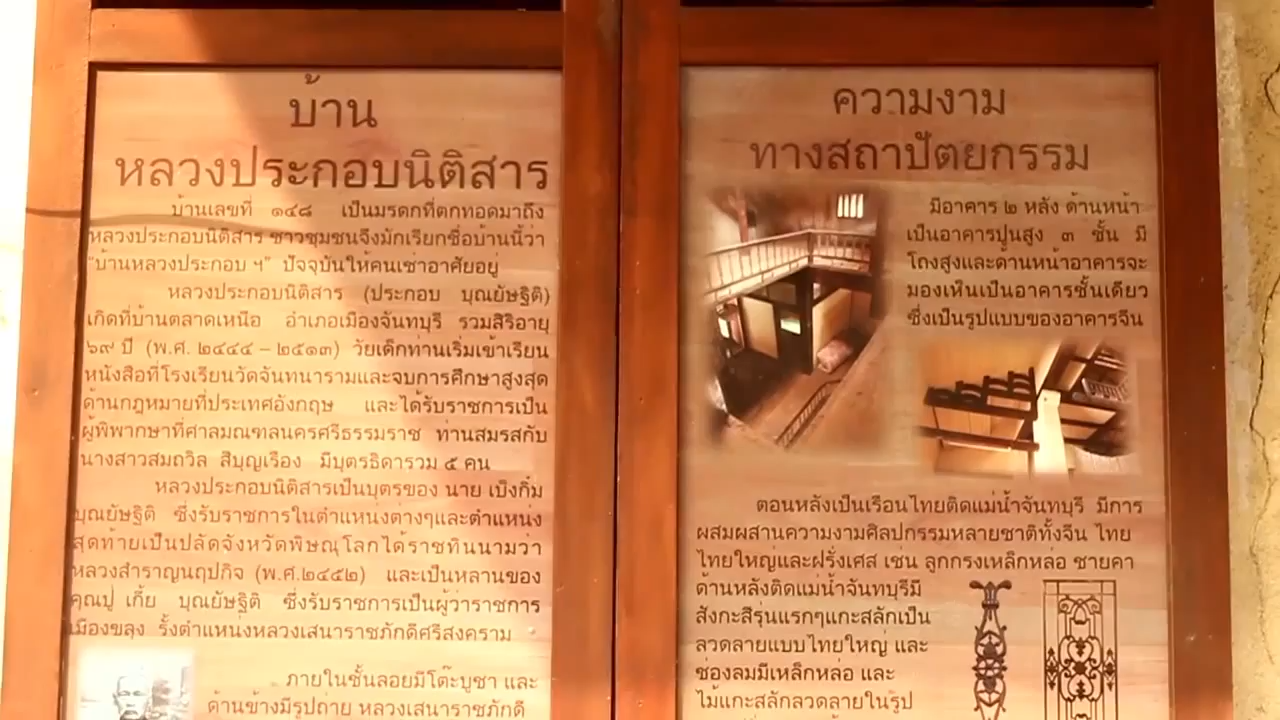 บ้าน
หลวงประกอบนิติสาร
บ้านเลขที่ ๑๔๘ เป็นมรดกที่ตกทอดมาถึง
หลวงประกอบนิติสาร ชาวชุมชนจึงมักเรียกชื่อบ้านนี้ว่า
“บ้านหลวงประกอบ ฯ” ปัจจุบันให้คนเช่าอาศัยอยู่
หลวงประกอบนิติสาร (ประกอบ บุณยัษฐิติ)
เกิดที่บ้านตลาดเหนือ อำเภอเมืองจันทบุรี รวมสิริอายุ
๖๙ ปี (พ.ศ. ๒๔๔๔ – ๒๕๑๓) วัยเด็กท่านเริ่มเข้าเรียน
หนังสือที่โรงเรียนวัดจันทนารามและจบการศึกษาสูงสุด
ด้านกฎหมายที่ประเทศอังกฤษ และได้รับราชการเป็น
ผู้พิพากษาที่ศาลมณฑลนครศรีธรรมราช ท่านสมรสกับ
นางสาวสมถวิล สืบุญเรือง มีบุตรธิดารวม ๕ คน
หลวงประกอบนิติสารเป็นบุตรของ นาย เบ๊งกิ๋ม
บุณยัษฐิติ ซึ่งรับราชการในตำแหน่งต่างๆและตำแหน่ง
สุดท้ายเป็นปลัดจังหวัดพิษณุโลกได้ราชทินนามว่า
หลวงสำราญนฤปกิจ (พ.ศ.๒๔๕๒) และเป็นหลานของ
คุณปู่ เกี้ย บุณยัษฐิติ ซึ่งรับราชการเป็นผู้ว่าราชการ
เมืองขลุง รั้งตำแหน่งหลวงเสนาราชภักดีศรีสงคราม
ภายในชั้นลอยมีโต๊ะบูชา และ
ด้านข้างมีรูปถ่าย หลวงเสนาราชภักดี
ความงาม
ทางสถาปัตยกรรม
มีอาคาร ๒ หลัง ด้านหน้า
เป็นอาคารปูนสูง ๓ ชั้น มี
โถงสูงและด้านหน้าอาคารจะ
มองเห็นเป็นอาคารชั้นเดียว
ซึ่งเป็นรูปแบบของอาคารจีน
ตอนหลังเป็นเรือนไทยติดแม่น้ำจันทบุรี มีการ
ผสมผสานความงามศิลปกรรมหลายชาติทั้งจีน ไทย
ไทยใหญ่และฝรั่งเศส เช่น ลูกกรงเหล็กหล่อ ชายคา
ด้านหลังติดแม่น้ำจันทบุรีมี
สังกะสีรุ่นแรกๆแกะสลักเป็น
ลวดลายแบบไทยใหญ่ และ
ช่องลมมีเหล็กหล่อ และ
ไม้แกะสลักลวดลายในรูป